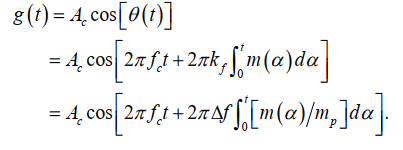 g(t) = A_c cos[θ(t)]
= A_c cos[2πf_c t + 2πk_f ∫_0^t m(α)dα]
= A_c cos[2πf_c t + 2πΔf ∫_0^t [m(α)/m_p]dα].